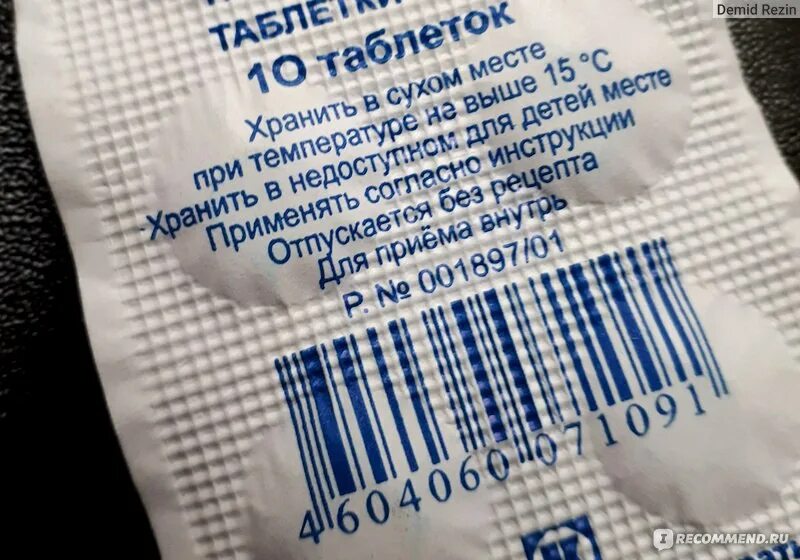 Demid Rezin
ТАБЛЕТКИ
10 таблеток
Хранить в сухом месте
при температуре не выше 15 °С
Хранить в недоступном для детей месте
Применять согласно инструкции
Отпускается без рецепта
Для приёма внутрь
Р. № 001897/01
4 604060 071091
IRECOMMEND.RU